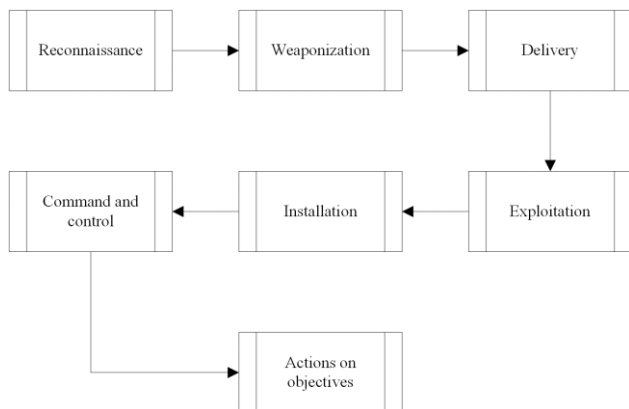 Reconnaissance
Weaponization
Delivery
Exploitation
Installation
Command and
control
Actions on
objectives